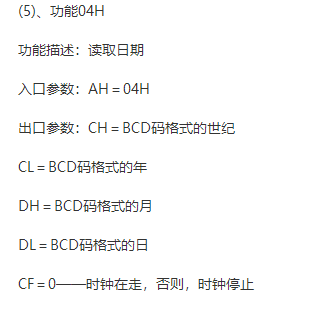 (5)、功能04H
功能描述：读取日期
入口参数：AH＝04H
出口参数：CH＝BCD码格式的世纪
CL＝BCD码格式的年
DH＝BCD码格式的月
DL＝BCD码格式的日
CF＝0——时钟在走，否则，时钟停止